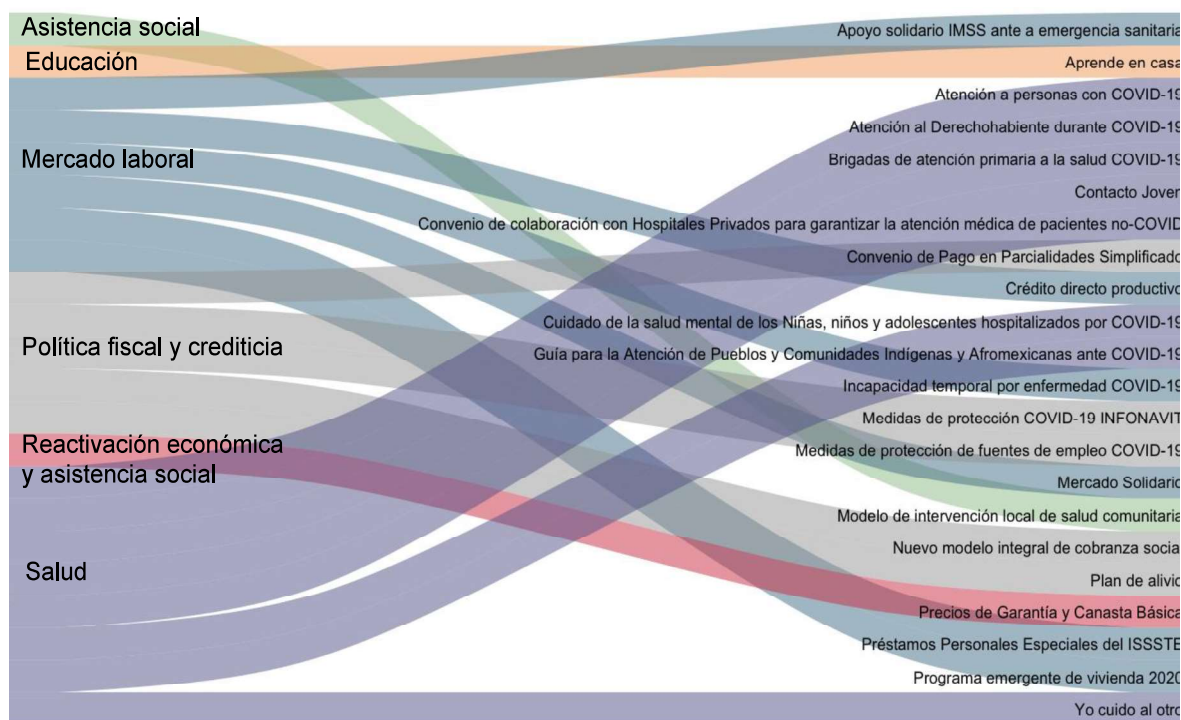 Asistencia social
Educación
Mercado laboral
Política fiscal y crediticia
Reactivación económica
y asistencia social
Salud
Apoyo solidario IMSS ante a emergencia sanitaria
Aprende en casa
Atención a personas con COVID-19
Atención al Derechohabiente durante COVID-19
Brigadas de atención primaria a la salud COVID-19
Contacto Joven
Convenio de colaboración con Hospitales Privados para garantizar la atención médica de pacientes no-COVID
Convenio de Pago en Parcialidades Simplificado
Crédito directo productivo
Cuidado de la salud mental de los Niñas, niños y adolescentes hospitalizados por COVID-19
Guía para la Atención de Pueblos y Comunidades Indígenas y Afromexicanas ante COVID-19
Incapacidad temporal por enfermedad COVID-19
Medidas de protección COVID-19 INFONAVIT
Medidas de protección de fuentes de empleo COVID-19
Mercado Solidario
Modelo de intervención local de salud comunitaria
Nuevo modelo integral de cobranza social
Plan de alivio
Precios de Garantía y Canasta Básica
Préstamos Personales Especiales del ISSSTE
Programa emergente de vivienda 2020
Yo cuido al otro